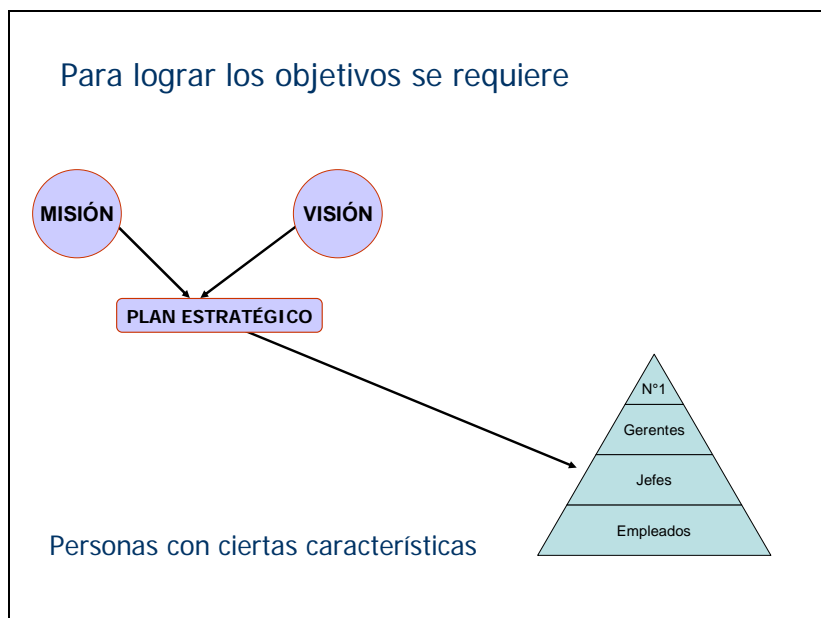 Para lograr los objetivos se requiere
MISIÓN
VISIÓN
PLAN ESTRATÉGICO
N°1
Gerentes
Jefes
Empleados
Personas con ciertas características